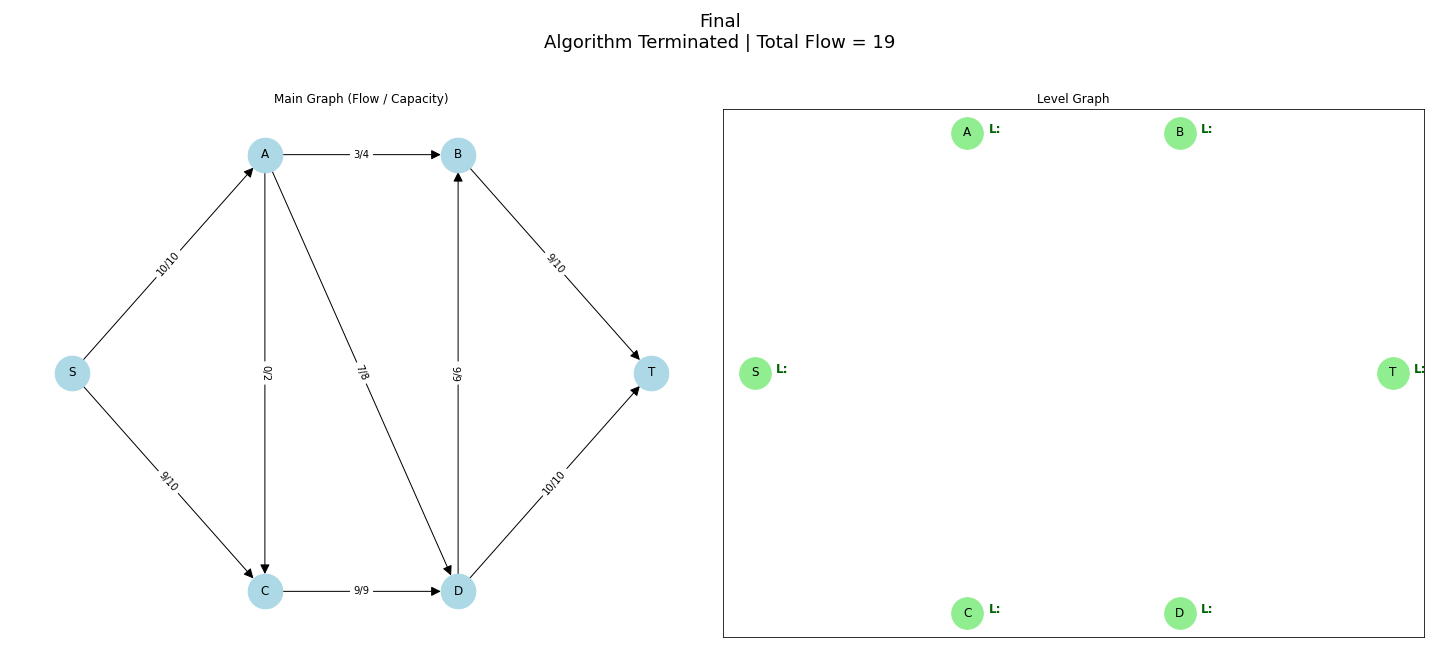 Final
Algorithm Terminated | Total Flow = 19
Main Graph (Flow / Capacity)
A
3/4
B
10/10
9/10
S
0/2
7/8
6/6
T
9/10
10/10
C
9/9
D
Level Graph
A L:
B L:
S L:
T L:
C L:
D L: